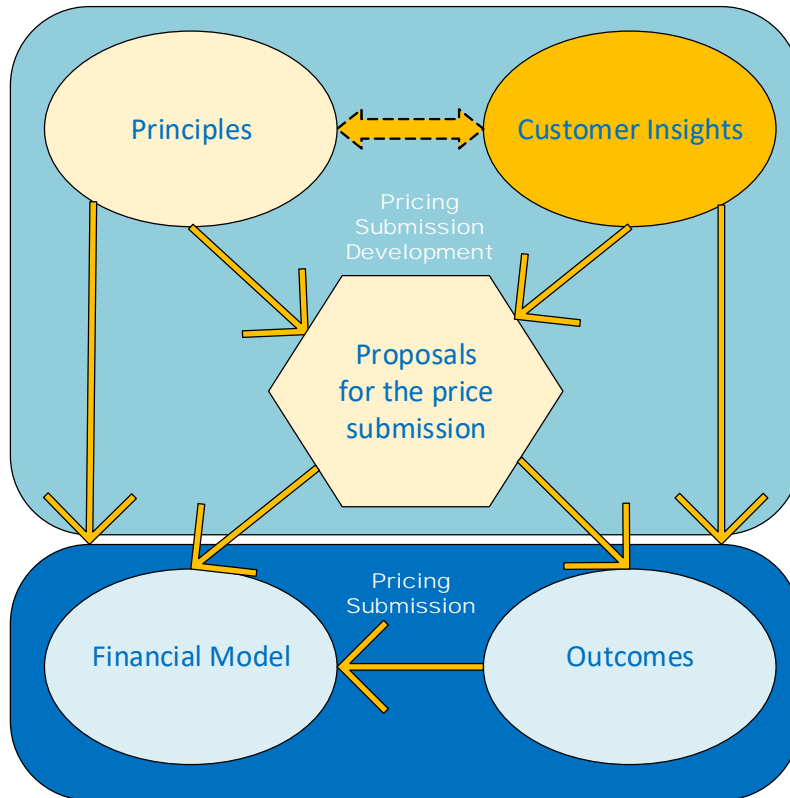 Principles
Customer Insights
Pricing
Submission
Development
Proposals
for the price
submission
Pricing
Submission
Financial Model
Outcomes